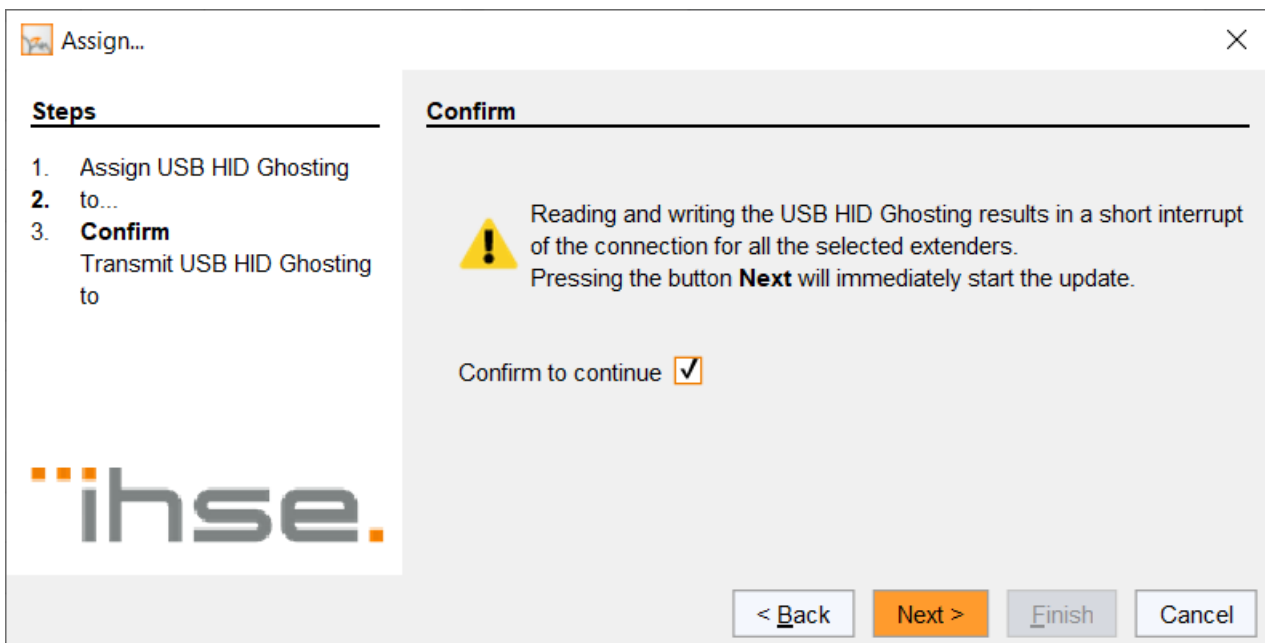 Assign...
Steps
1. Assign USB HID Ghosting
2. to...
3. Confirm
Transmit USB HID Ghosting
to
ihse.
Confirm
Reading and writing the USB HID Ghosting results in a short interrupt
of the connection for all the selected extenders.
Pressing the button Next will immediately start the update.
Confirm to continue
< Back
Next >
Finish
Cancel